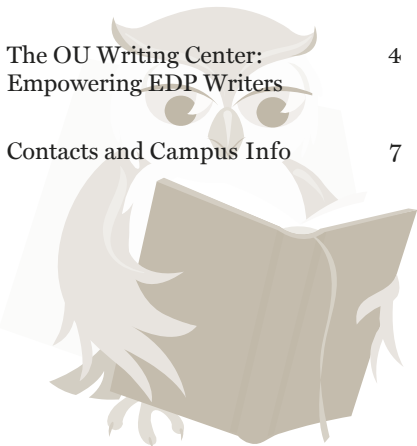 The OU Writing Center: 4
Empowering EDP Writers
Contacts and Campus Info 7